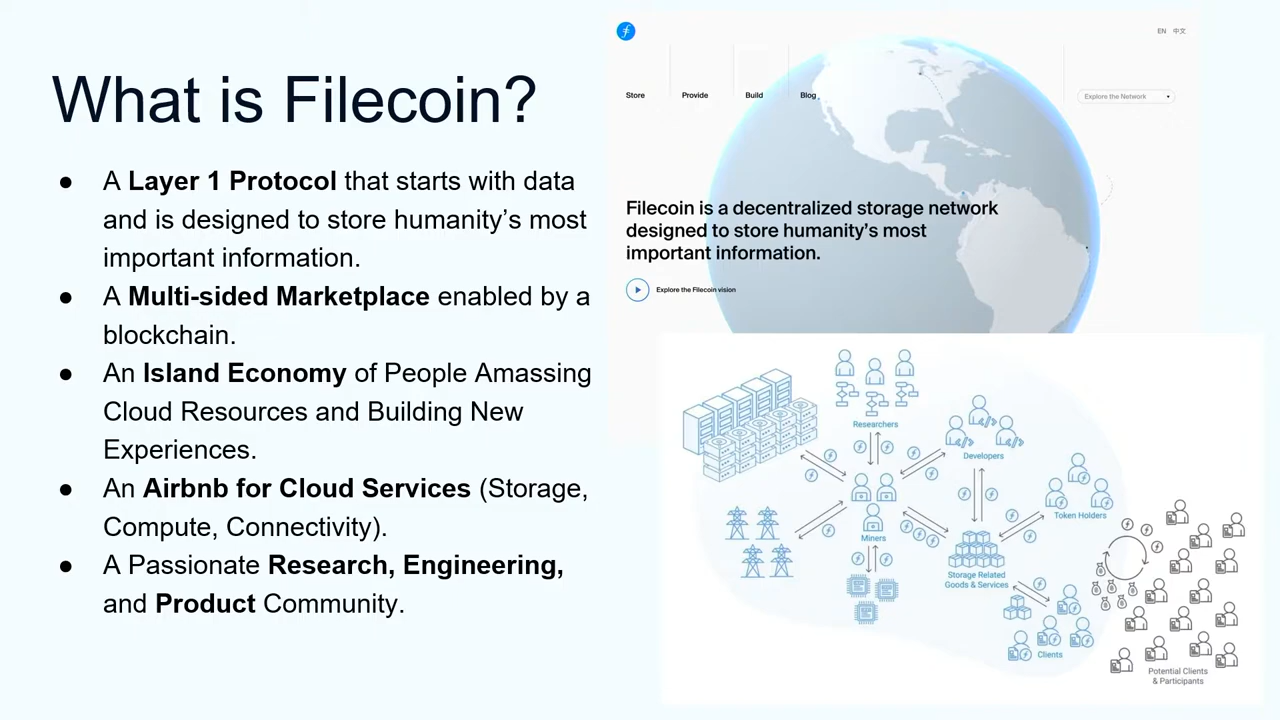 What is Filecoin?
● A Layer 1 Protocol that starts with data
and is designed to store humanity’s most
important information.
● A Multi-sided Marketplace enabled by a
blockchain.
● An Island Economy of People Amassing
Cloud Resources and Building New
Experiences.
● An Airbnb for Cloud Services (Storage,
Compute, Connectivity).
● A Passionate Research, Engineering,
and Product Community.
EN 中文
Store Provide Build Blog Explore the Network
Filecoin is a decentralized storage network
designed to store humanity’s most
important information.
Explore the Filecoin vision
Researchers
Developers
Token Holders
Miners
Storage Related
Goods & Services
Clients
Potential Clients
& Participants